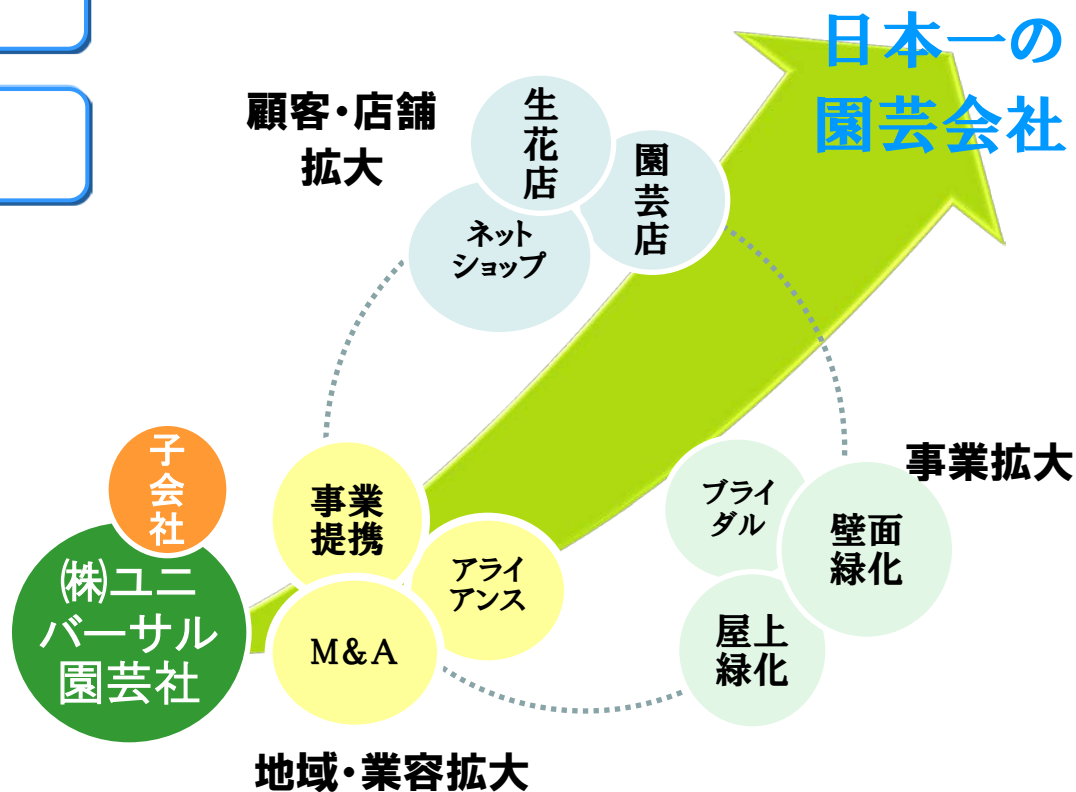 日本一の
園芸会社
顧客・店舗
拡大
生花店
園芸店
ネット
ショップ
事業拡大
子会社
㈱ユニ
バーサル
園芸社
事業
提携
アライ
アンス
M&A
ブライ
ダル
壁面
緑化
屋上
緑化
地域・業容拡大